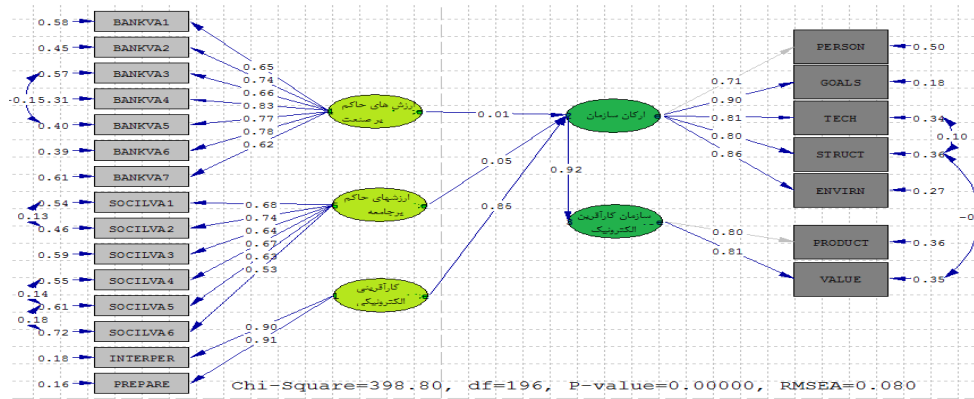 0.58 BANKVA1
0.45 BANKVA2
0.57 BANKVA3
-0.15 .31 BANKVA4
0.40 BANKVA5
0.39 BANKVA6
0.61 BANKVA7
0.54 SOCILVA1
0.13
0.46 SOCILVA2
0.59 SOCILVA3
0.55 SOCILVA4
0.14
0.61 SOCILVA5
0.18
0.72 SOCILVA6
0.18 INTERPER
0.16 PREPARE
0.65
0.74
0.66
0.83
0.77
0.78
0.62
0.68
0.74
0.64
0.67
0.63
0.53
0.90
0.91
ارزش های حاکم
بر صنعت
ارزشهای حاکم
برجامعه
کارآفرینی
الکترونیکی
0.01
0.05
0.86
ارکان سازمان
0.92
سازمان کارآفرین
الکترونیک
0.71
0.90
0.81
0.80
0.86
0.80
0.81
PERSON 0.50
GOALS 0.18
TECH 0.34
0.10
STRUCT 0.36
ENVIRN 0.27
PRODUCT 0.36
VALUE 0.35
Chi-Square=398.80, df=196, P-value=0.00000, RMSEA=0.080